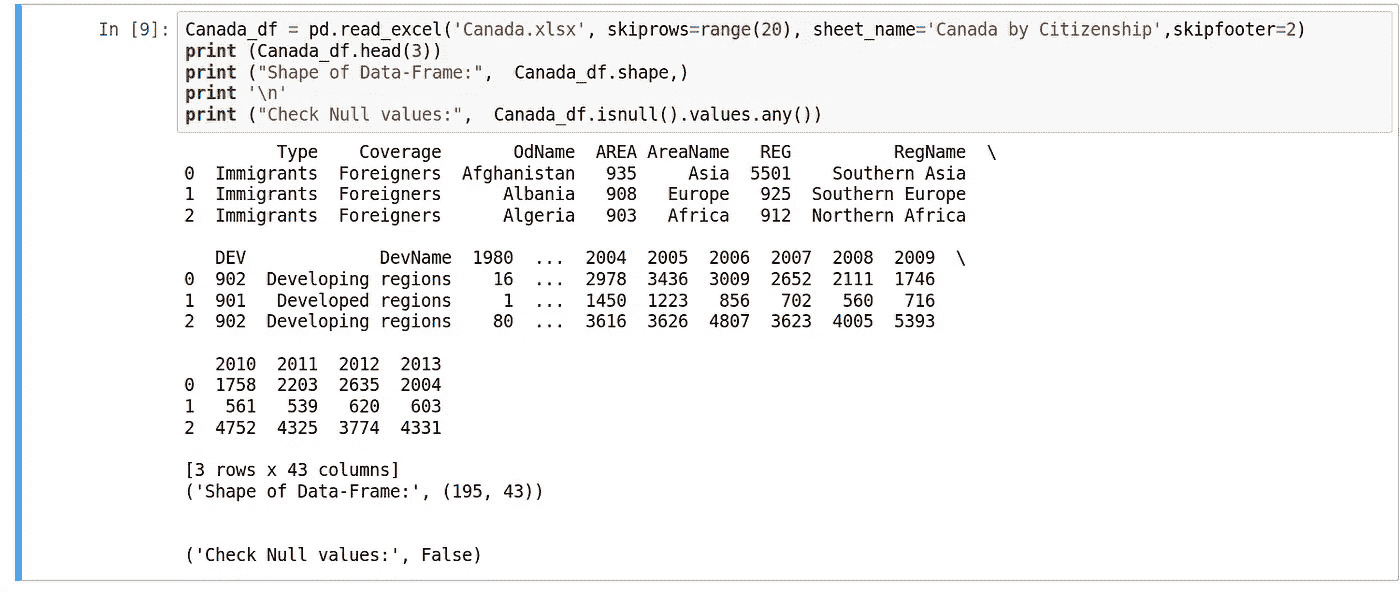 In [9]: Canada_df = pd.read_excel('Canada.xlsx', skiprows=range(20), sheet_name='Canada by Citizenship',skipfooter=2)
print (Canada_df.head(3))
print ("Shape of Data-Frame:",  Canada_df.shape,)
print '\n'
print ("Check Null values:",  Canada_df.isnull().values.any())
         Type    Coverage       OdName  AREA AreaName   REG          RegName  \
0  Immigrants  Foreigners  Afghanistan   935     Asia  5501    Southern Asia
1  Immigrants  Foreigners      Albania   908   Europe   925  Southern Europe
2  Immigrants  Foreigners      Algeria   903   Africa   912  Northern Africa
   DEV             DevName  1980  ...  2004  2005  2006  2007  2008  2009  \
0  902  Developing regions    16  ...  2978  3436  3009  2652  2111  1746
1  901   Developed regions     1  ...  1450  1223   856   702   560   716
2  902  Developing regions    80  ...  3616  3626  4807  3623  4005  5393
   2010  2011  2012  2013
0  1758  2203  2635  2004
1   561   539   620   603
2  4752  4325  3774  4331
[3 rows x 43 columns]
('Shape of Data-Frame:', (195, 43))
('Check Null values:', False)